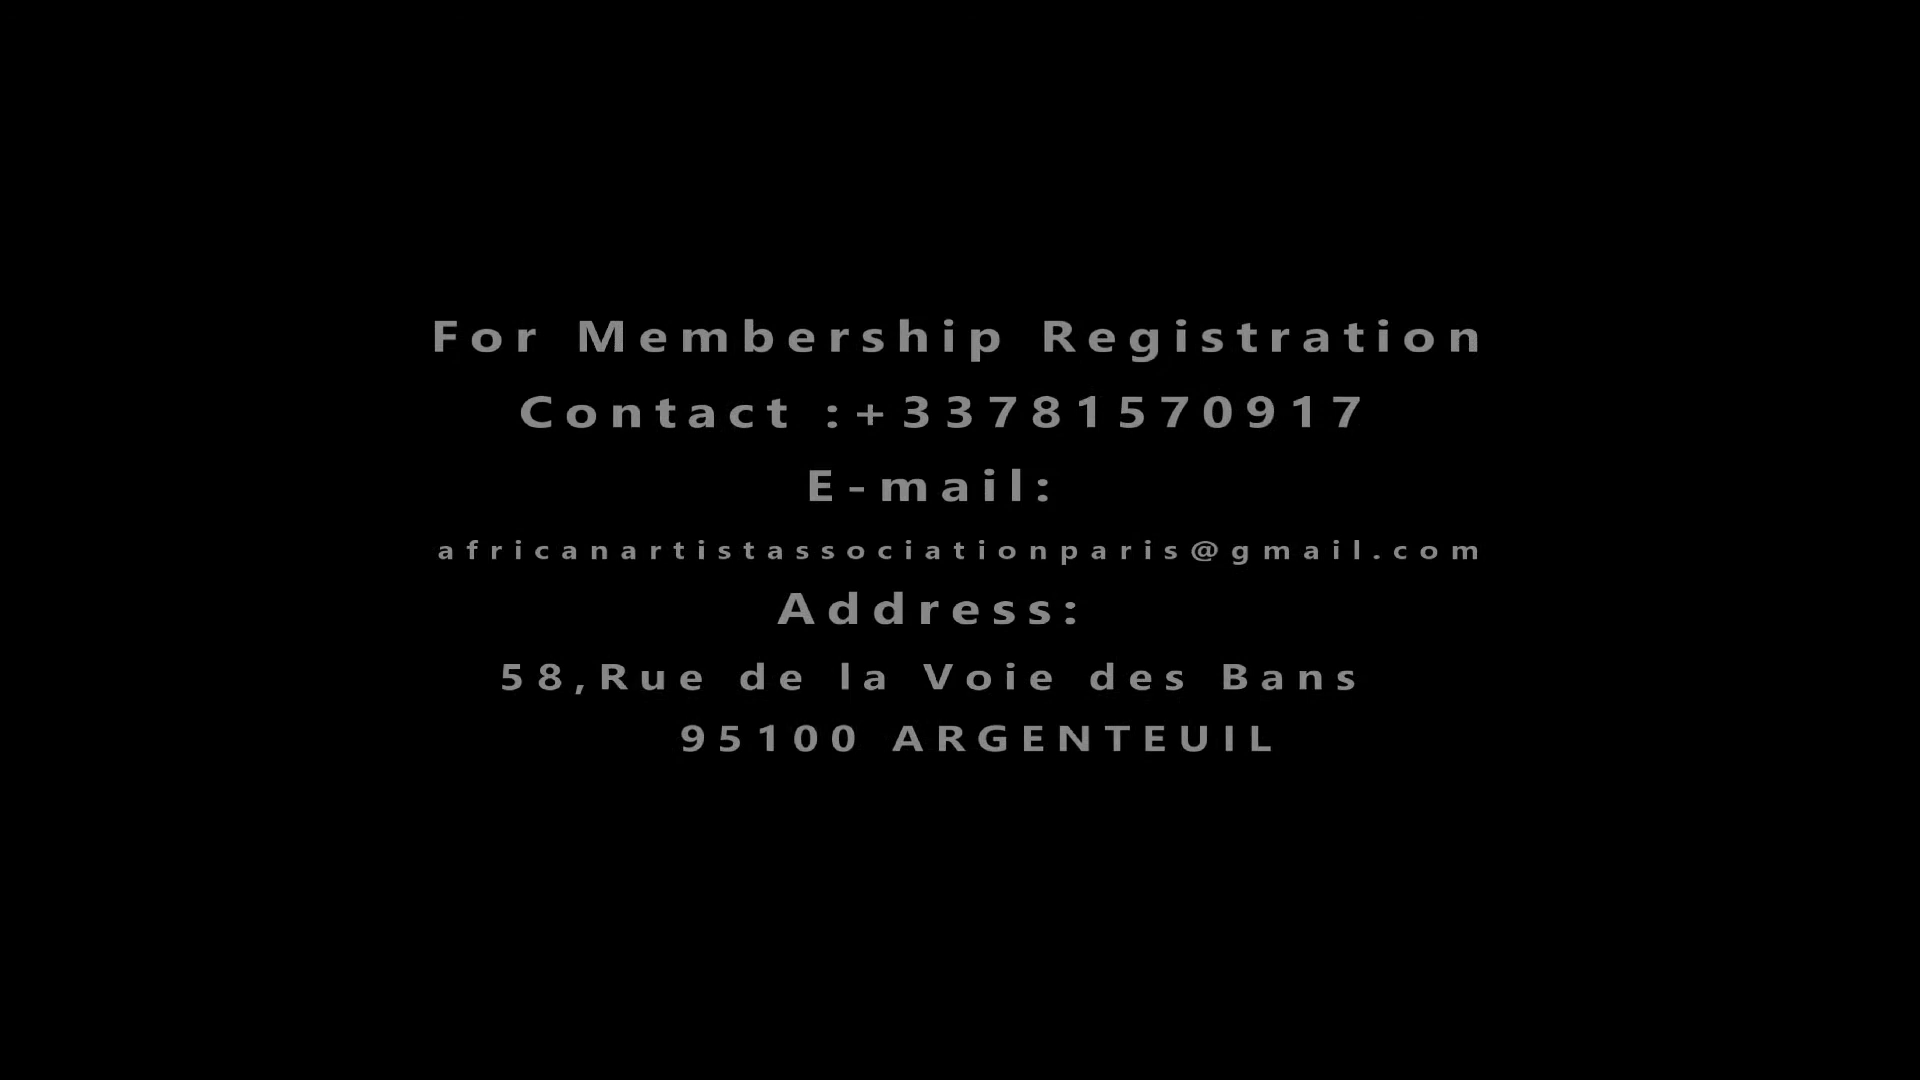 For Membership Registration
Contact :+33781570917
E-mail:
africanartistassociationparis@gmail.com
Address:
58,Rue de la Voie des Bans
95100 ARGENTEUIL